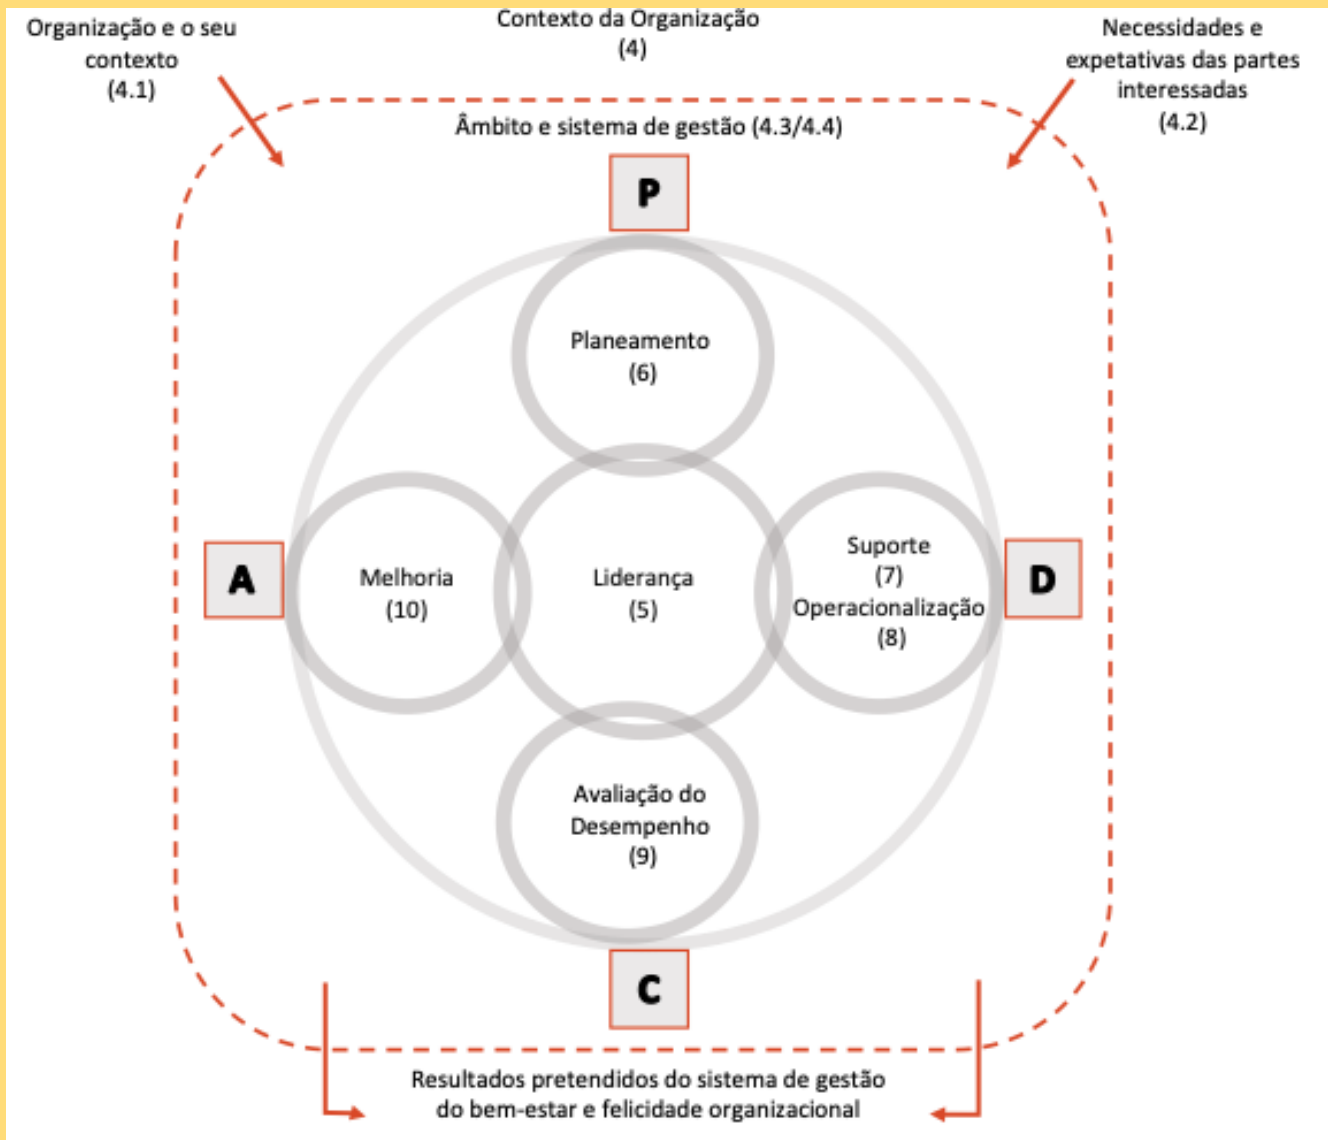 Organização e o seu
contexto
(4.1)
Contexto da Organização
(4)
Necessidades e
expetativas das partes
interessadas
(4.2)
Âmbito e sistema de gestão (4.3/4.4)
P
Planeamento
(6)
A
Melhoria
(10)
Liderança
(5)
Suporte
(7)
Operacionalização
(8)
D
Avaliação do
Desempenho
(9)
C
Resultados pretendidos do sistema de gestão
do bem-estar e felicidade organizacional